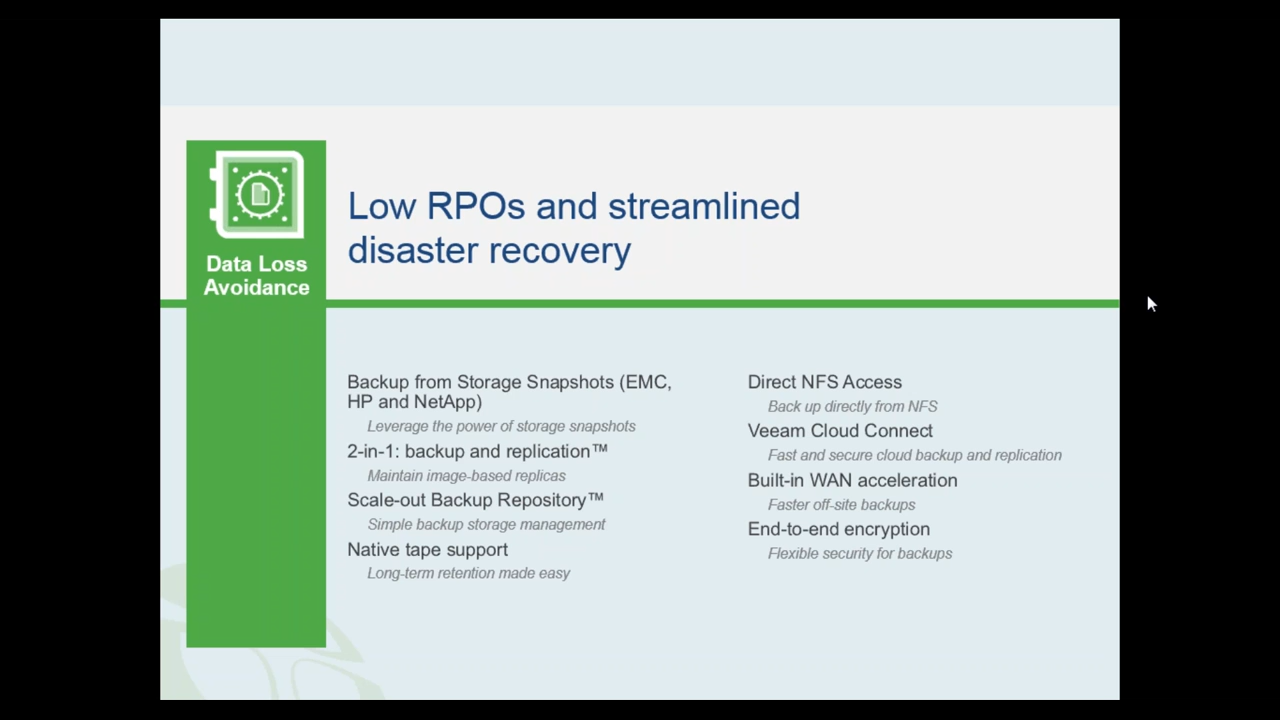 Data Loss
Avoidance
Low RPOs and streamlined
disaster recovery
Backup from Storage Snapshots (EMC,
HP and NetApp)
Leverage the power of storage snapshots
2-in-1: backup and replication™
Maintain image-based replicas
Scale-out Backup Repository™
Simple backup storage management
Native tape support
Long-term retention made easy
Direct NFS Access
Back up directly from NFS
Veeam Cloud Connect
Fast and secure cloud backup and replication
Built-in WAN acceleration
Faster off-site backups
End-to-end encryption
Flexible security for backups